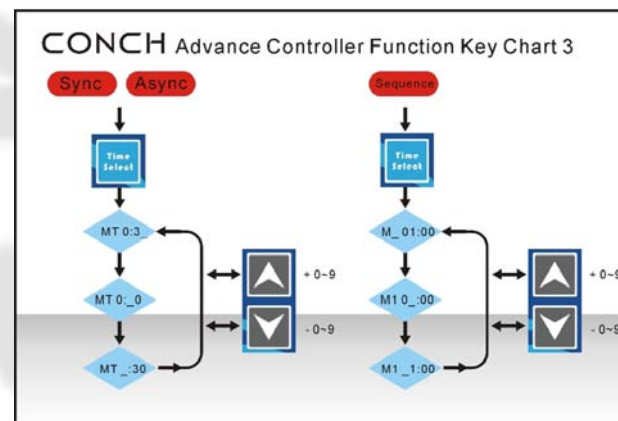 CONCH Advance Controller Function Key Chart 3
Sync Async
Time
Select
MT 0:3_
MT 0:_0
MT _:30
+ 0~9
- 0~9
Sequence
Time
Select
M_ 01:00
M1 0_:00
M1 _1:00
+ 0~9
- 0~9